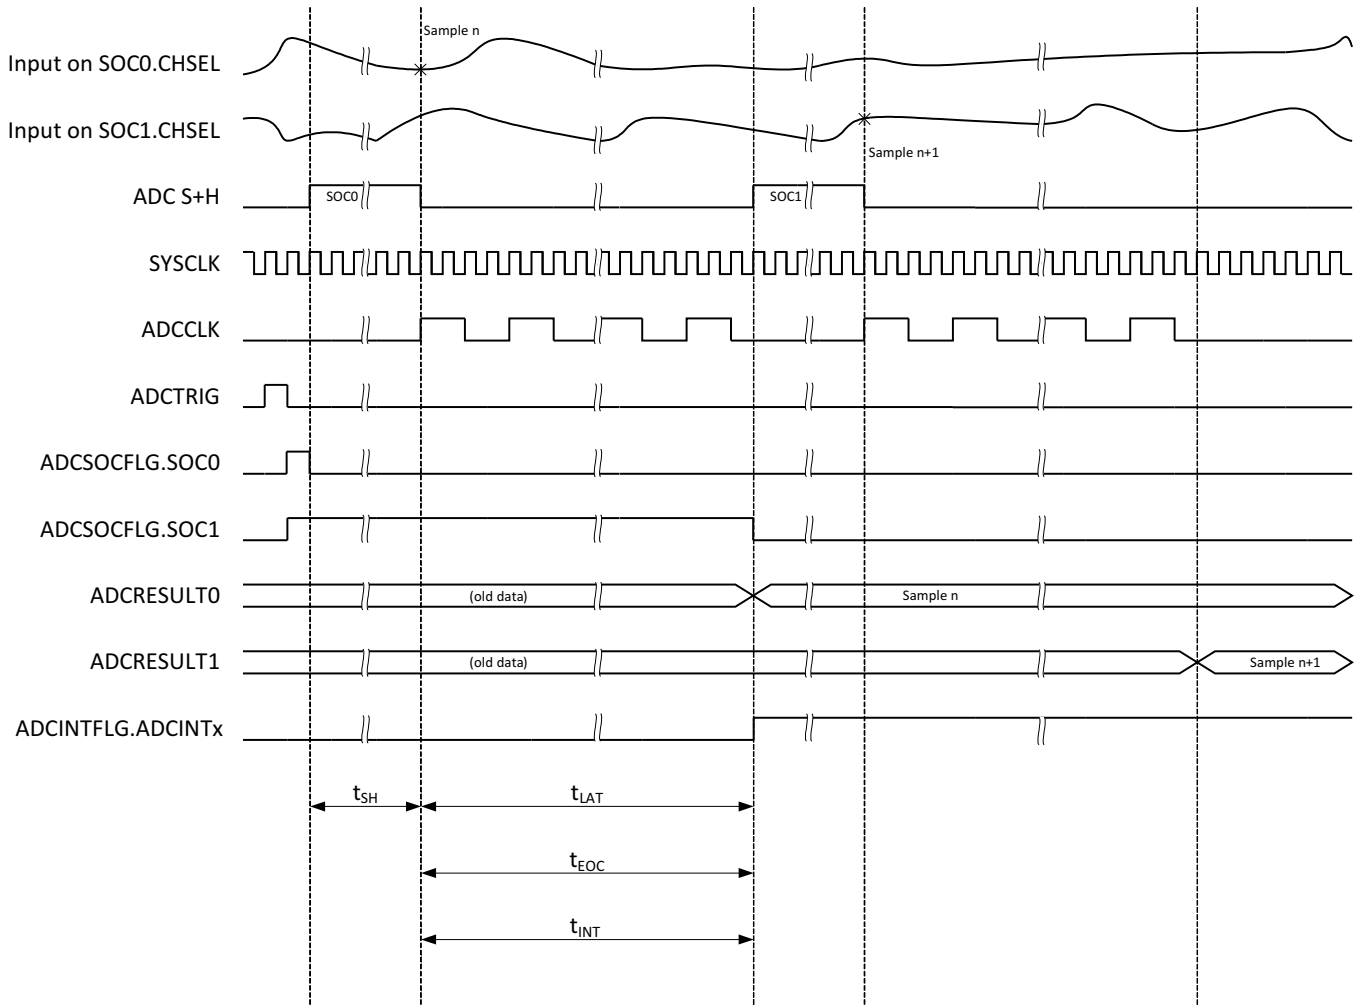 Sample n
Input on SOC0.CHSEL
Input on SOC1.CHSEL
Sample n+1
ADC S+H
SOC0
SOC1
SYSCLK
ADCCLK
ADCTRIG
ADCSOCFLG.SOC0
ADCSOCFLG.SOC1
ADCRESULT0
(old data)
Sample n
ADCRESULT1
(old data)
Sample n+1
ADCINTFLG.ADCINTx
tSH
tLAT
tEOC
tINT